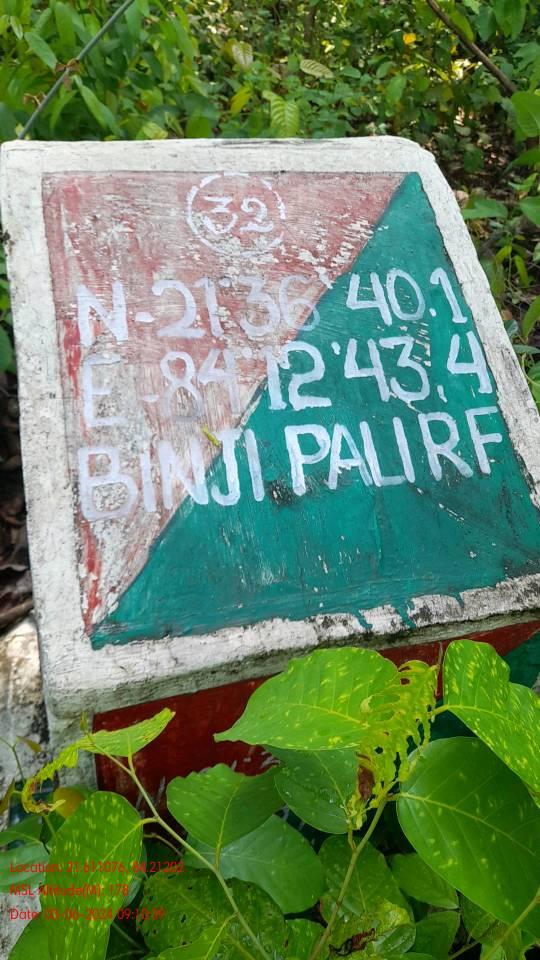 32
N-21°36'40.1
E-84°12'43.4
BINJI PALI RF
Location: 21.611076, 84.21202
MSL Altitude(M): 178
Date: 03-06-2024 09:10:39